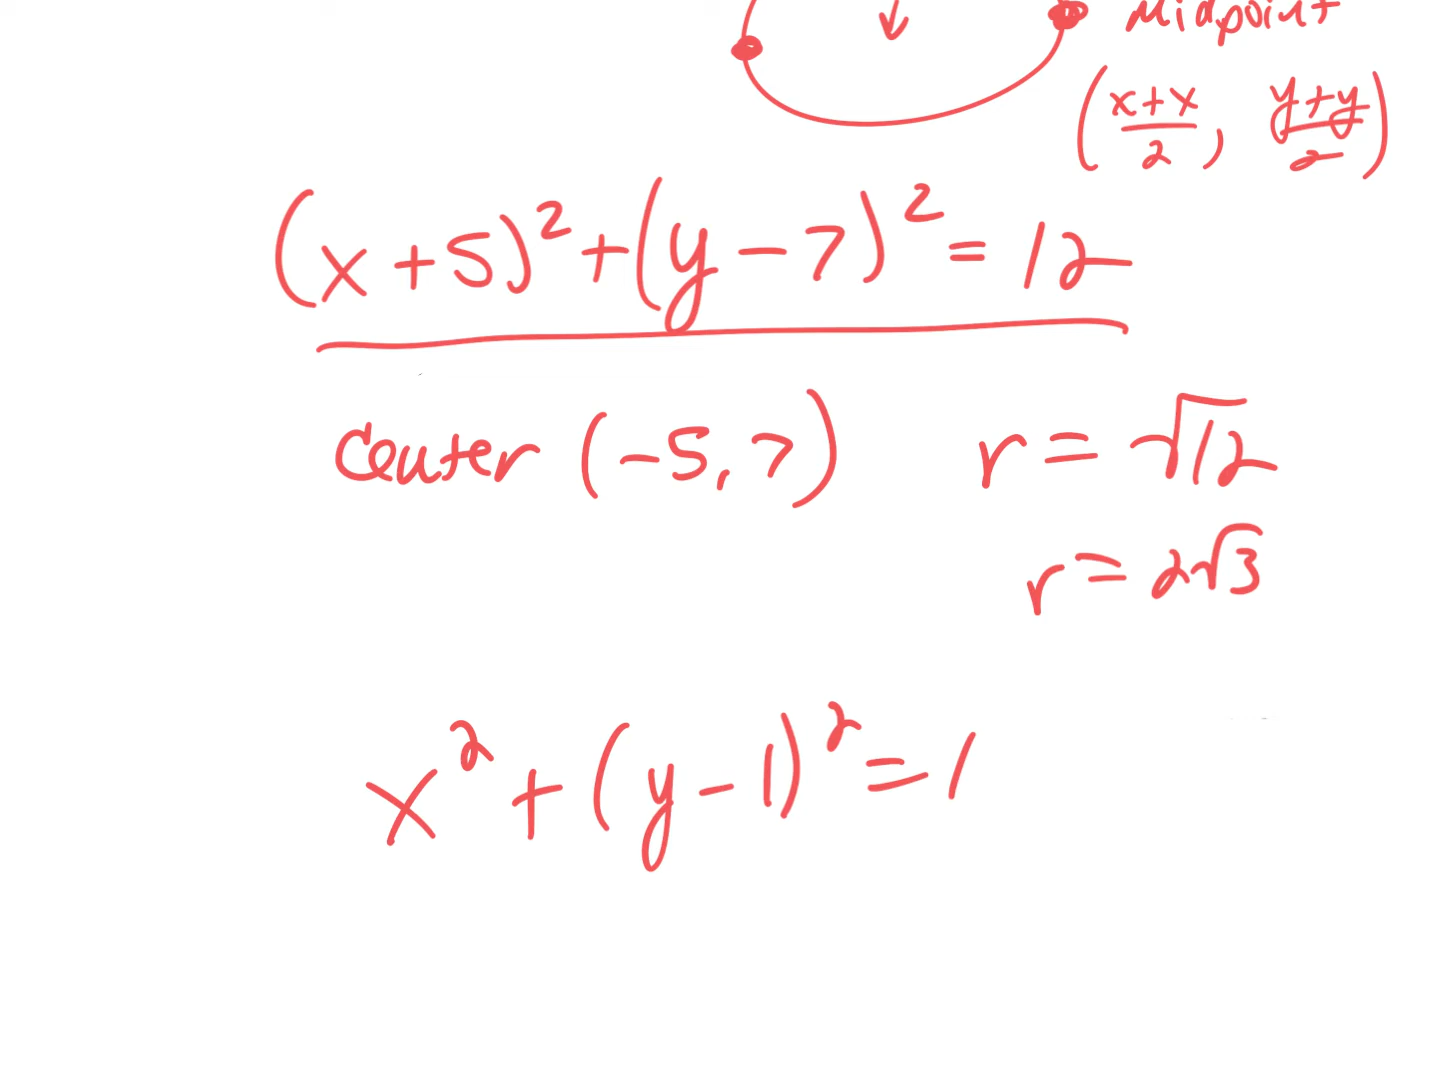 Midpoint
(x+x/2, y+y/2)
(x+5)²+(y-7)²=12
Center (-5,7) r=√12
r=2√3
x²+(y-1)²=1